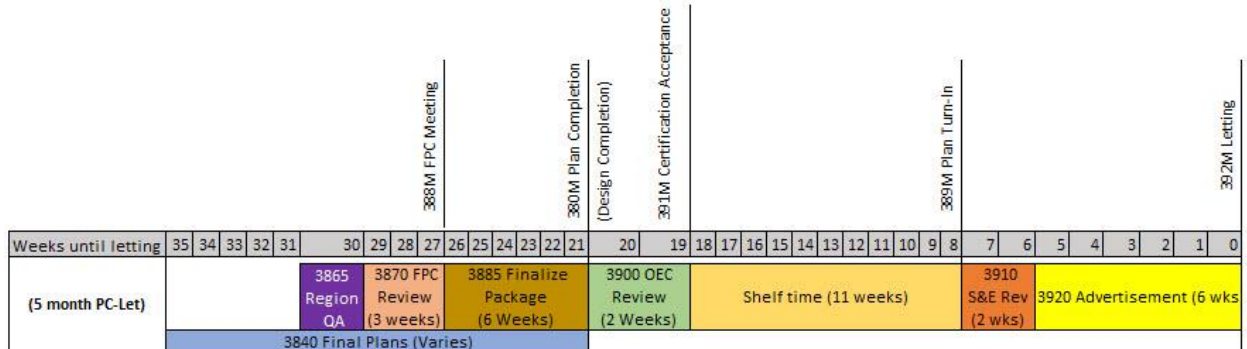 388M FPC Meeting
380M Plan Completion
(Design Completion)
391M Certification Acceptance
389M Plan Turn-In
392M Letting
Weeks until letting 35 34 33 32 31 30 29 28 27 26 25 24 23 22 21 20 19 18 17 16 15 14 13 12 11 10 9 8 7 6 5 4 3 2 1 0
(5 month PC-Let)
3865
Region
QA
3870 FPC
Review
(3 weeks)
3885 Finalize
Package
(6 Weeks)
3900 OEC
Review
(2 Weeks)
Shelf time (11 weeks)
3910
S&E Rev
(2 wks)
3920 Advertisement (6 wks
3840 Final Plans (Varies)